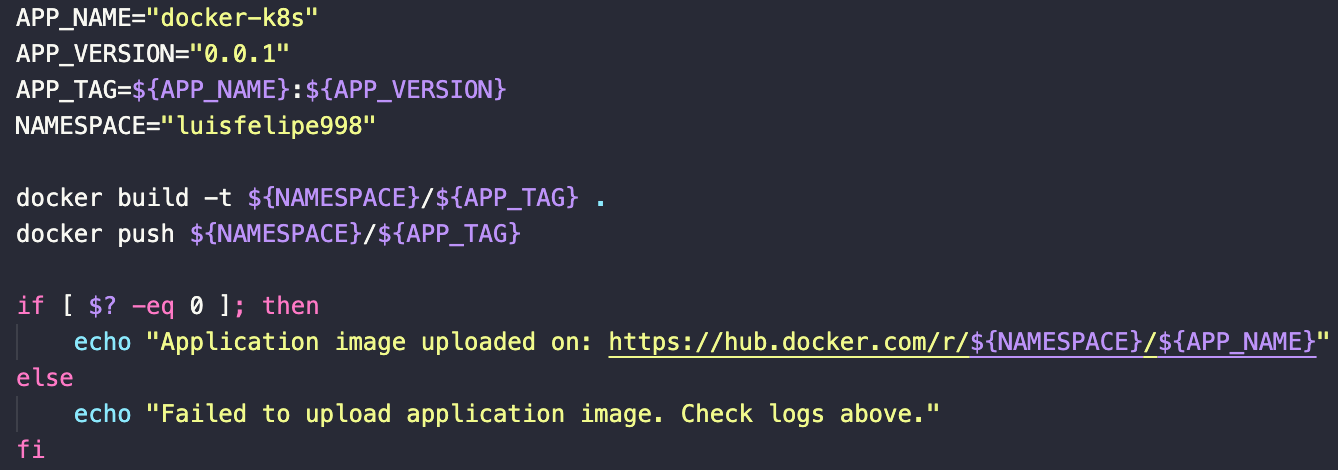 APP_NAME="docker-k8s"
APP_VERSION="0.0.1"
APP_TAG=${APP_NAME}:${APP_VERSION}
NAMESPACE="luisfelipe998"

docker build -t ${NAMESPACE}/${APP_TAG} .
docker push ${NAMESPACE}/${APP_TAG}

if [ $? -eq 0 ]; then
    echo "Application image uploaded on: https://hub.docker.com/r/${NAMESPACE}/${APP_NAME}"
else
    echo "Failed to upload application image. Check logs above."
fi